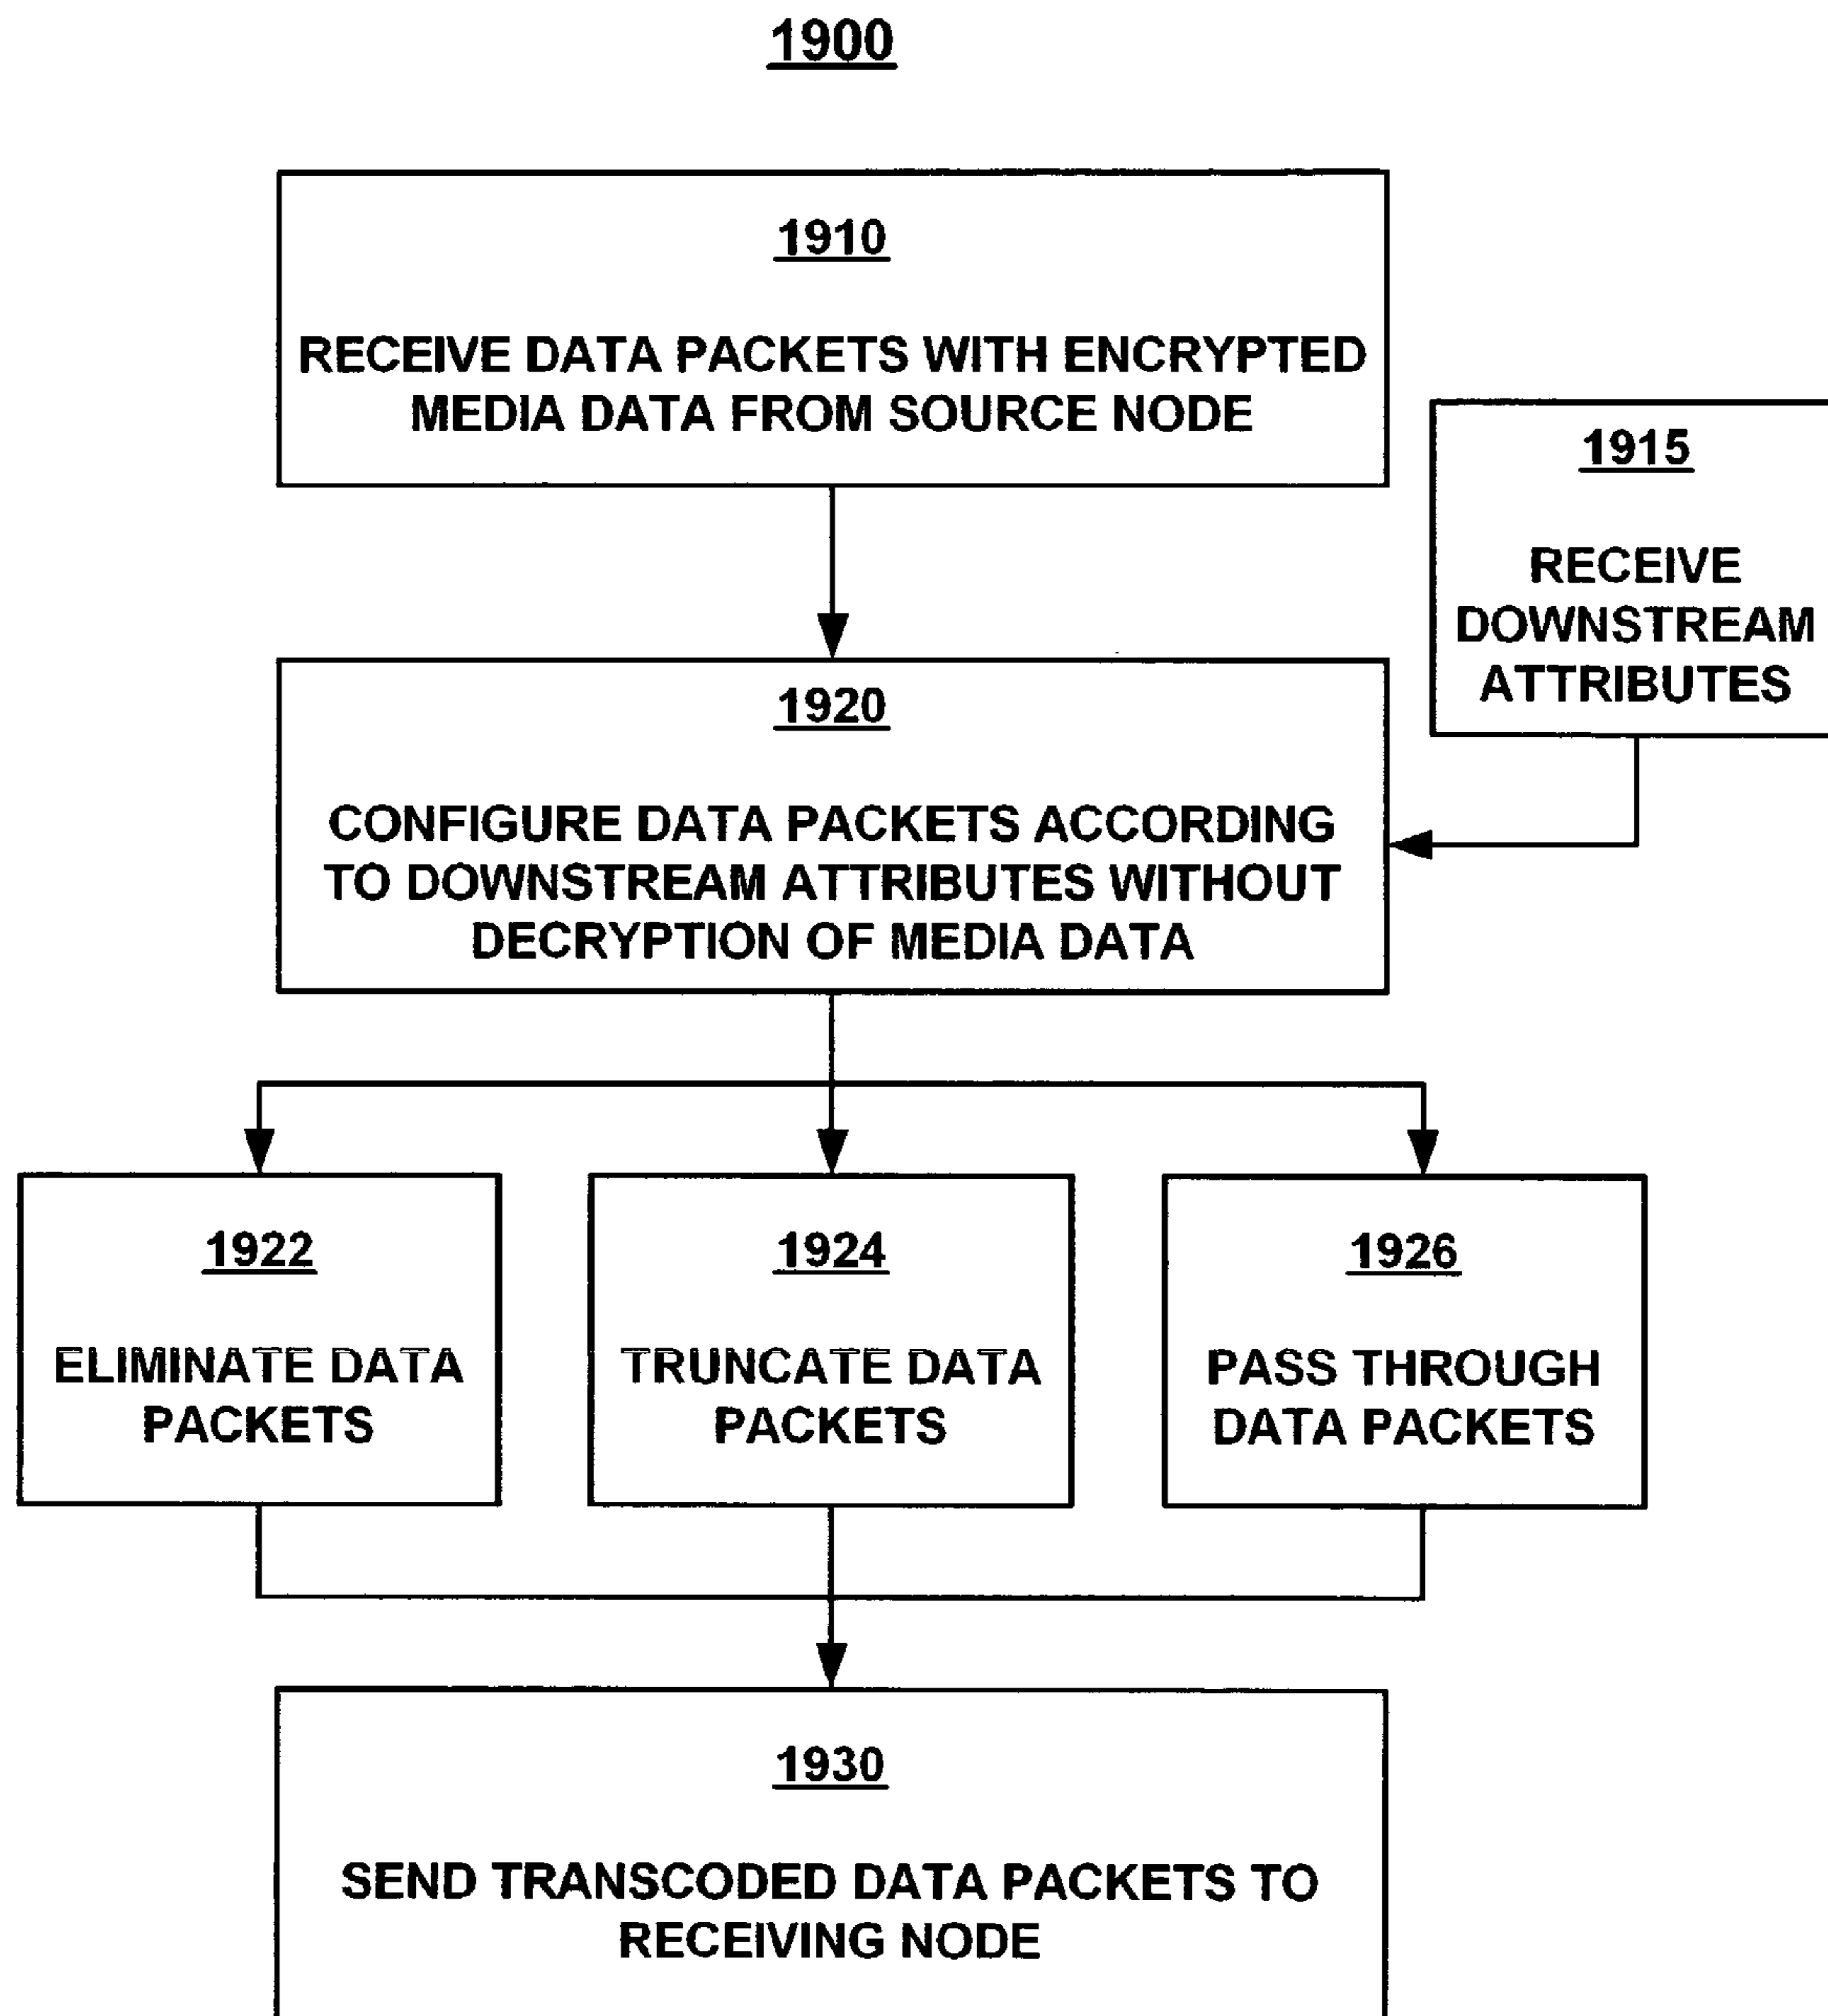 1900
1910
RECEIVE DATA PACKETS WITH ENCRYPTED
MEDIA DATA FROM SOURCE NODE
1915
RECEIVE
DOWNSTREAM
ATTRIBUTES
1920
CONFIGURE DATA PACKETS ACCORDING
TO DOWNSTREAM ATTRIBUTES WITHOUT
DECRYPTION OF MEDIA DATA
1922
ELIMINATE DATA
PACKETS
1924
TRUNCATE DATA
PACKETS
1926
PASS THROUGH
DATA PACKETS
1930
SEND TRANSCODED DATA PACKETS TO
RECEIVING NODE